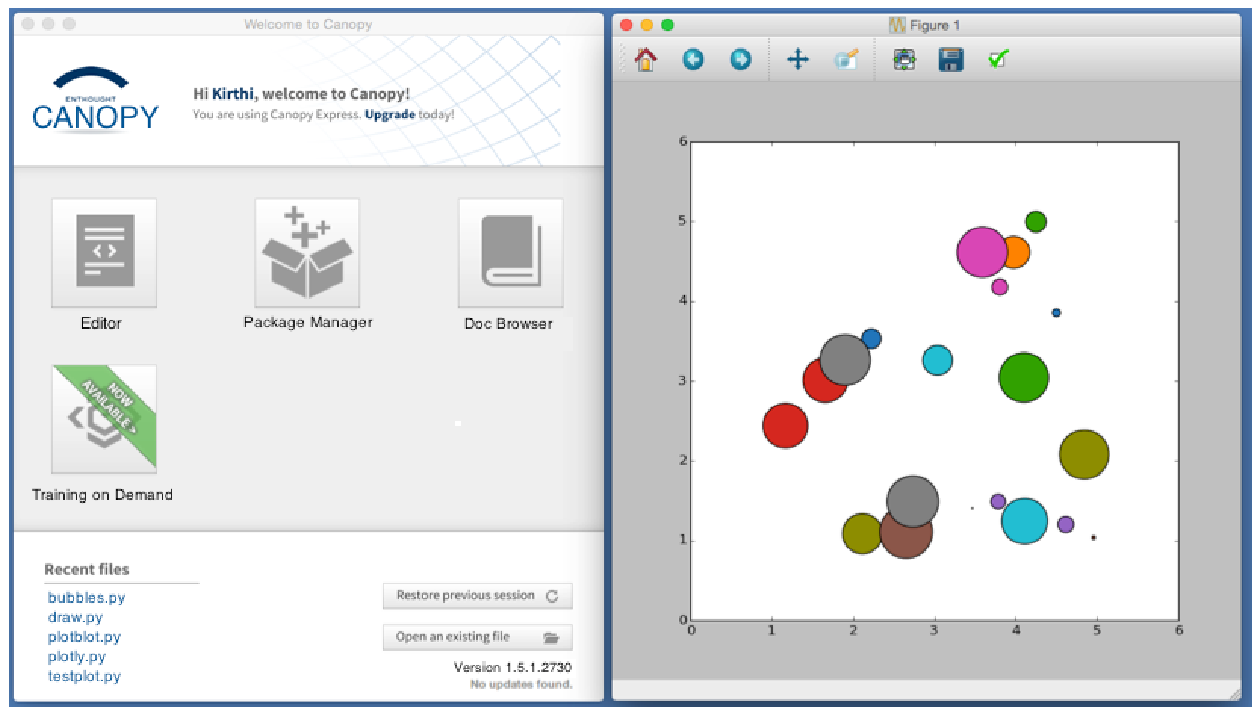 Welcome to Canopy
ENTHOUGHT
CANOPY
Hi Kirthi, welcome to Canopy!
You are using Canopy Express. Upgrade today!
Editor
Package Manager
Doc Browser
NOW
AVAILABLE
Training on Demand
Recent files
bubbles.py
draw.py
plotblot.py
plotly.py
testplot.py
Restore previous session
Open an existing file
Version 1.5.1.2730
No updates found.
Figure 1
6
5
4
3
2
1
0
0 1 2 3 4 5 6